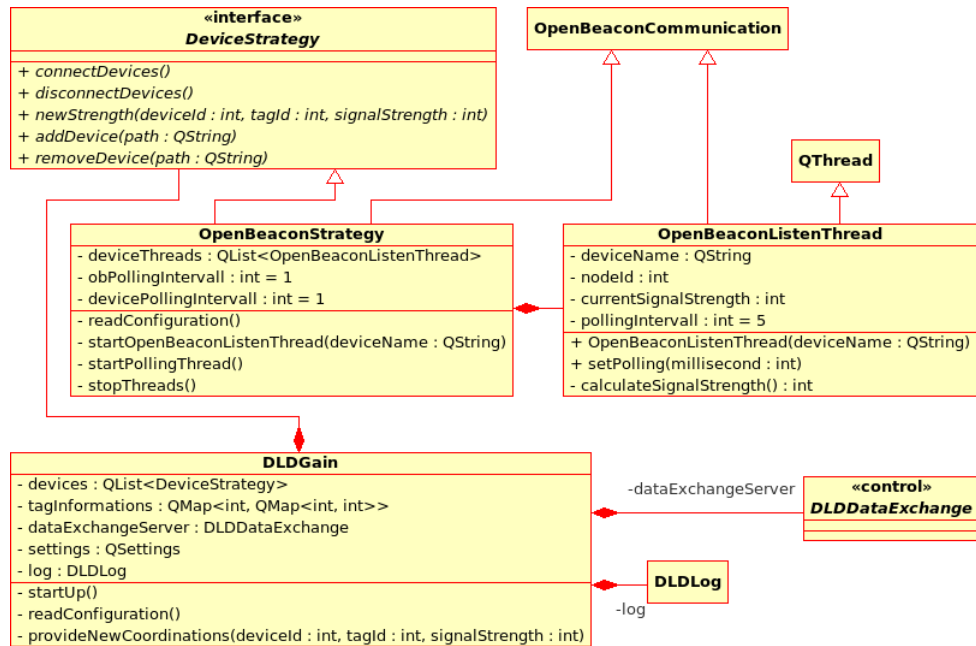 «interface»
DeviceStrategy
+ connectDevices()
+ disconnectDevices()
+ newStrength(deviceId : int, tagId : int, signalStrength : int)
+ addDevice(path : QString)
+ removeDevice(path : QString)
OpenBeaconCommunication
QThread
OpenBeaconStrategy
- deviceThreads : QList<OpenBeaconListenThread>
- obPollingIntervall : int = 1
- devicePollingIntervall : int = 1
- readConfiguration()
- startOpenBeaconListenThread(deviceName : QString)
- startPollingThread()
- stopThreads()
OpenBeaconListenThread
- deviceName : QString
- nodeId : int
- currentSignalStrength : int
- pollingIntervall : int = 5
+ OpenBeaconListenThread(deviceName : QString)
+ setPolling(millisecond : int)
- calculateSignalStrength() : int
DLDGain
- devices : QList<DeviceStrategy>
- tagInformations : QMap<int, QMap<int, int>>
- dataExchangeServer : DLDDataExchange
- settings : QSettings
- log : DLDLog
- startUp()
- readConfiguration()
- provideNewCoordinations(deviceId : int, tagId : int, signalStrength : int)
-dataExchangeServer
«control»
DLDDataExchange
DLDLog
-log